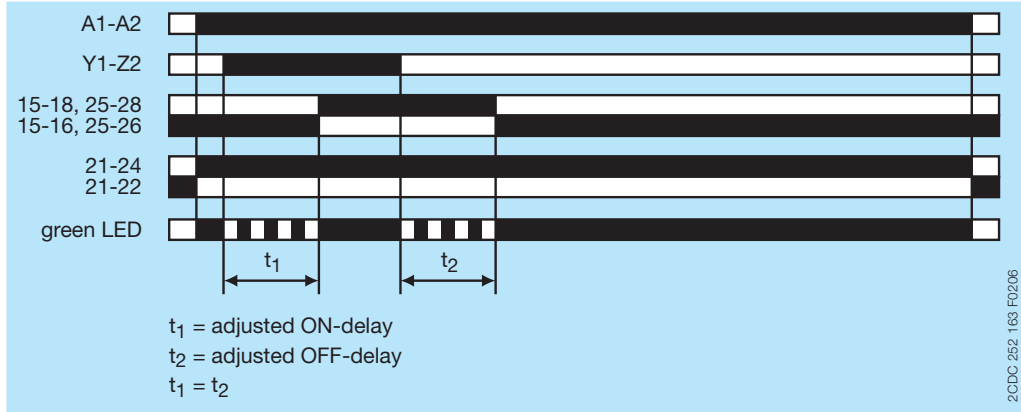 A1-A2
Y1-Z2
15-18, 25-28
15-16, 25-26
21-24
21-22
green LED
t1
t2
t1 = adjusted ON-delay
t2 = adjusted OFF-delay
t1 = t2
2CDC 252 163 F0206